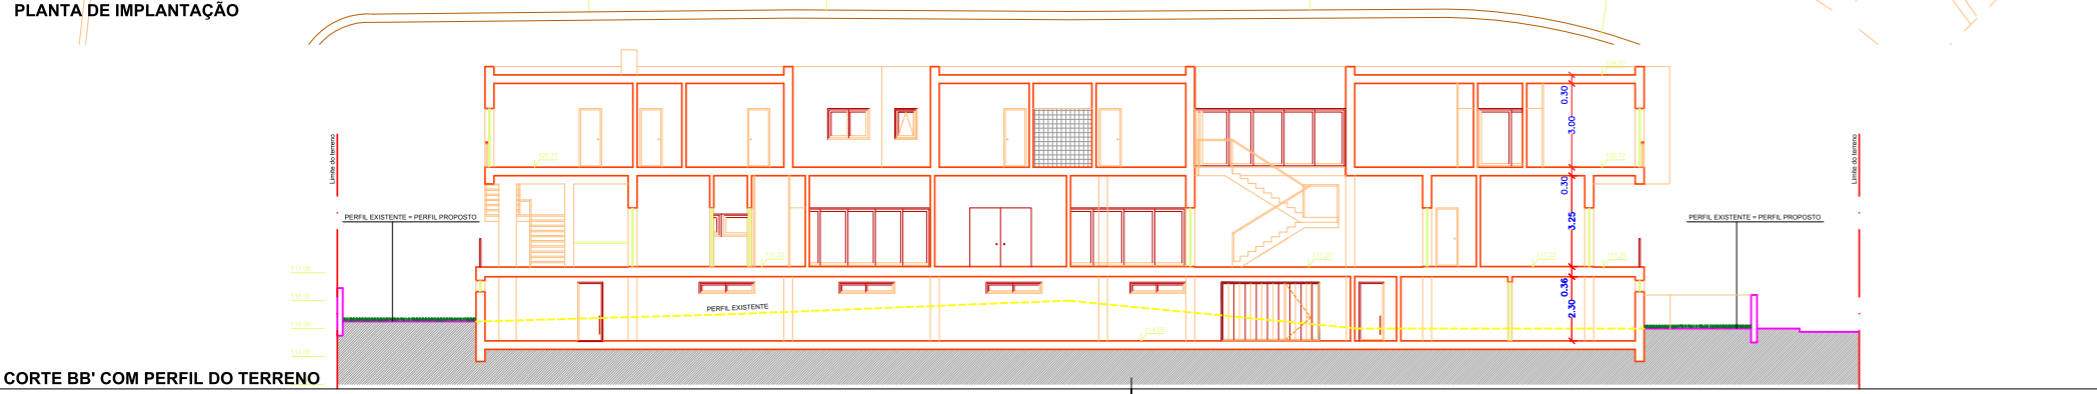 PLANTA DE IMPLANTAÇÃO
0.30
3.00
Limite do terreno
Limite do terreno
0.30
PERFIL EXISTENTE = PERFIL PROPOSTO
PERFIL EXISTENTE = PERFIL PROPOSTO
3.25
0.36
PERFIL EXISTENTE
2.30
CORTE BB' COM PERFIL DO TERRENO